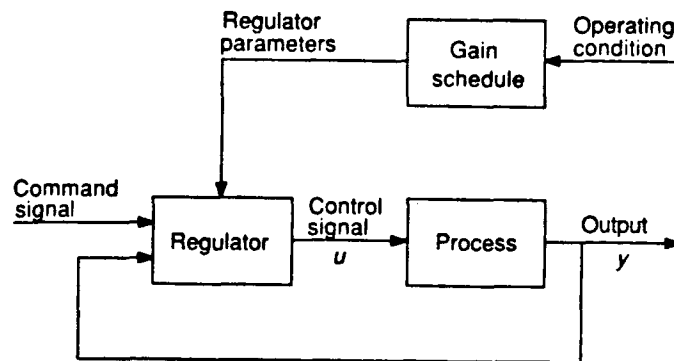 Regulator
parameters
Gain
schedule
Operating
condition
Command
signal
Regulator
Control
signal
u
Process
Output
y